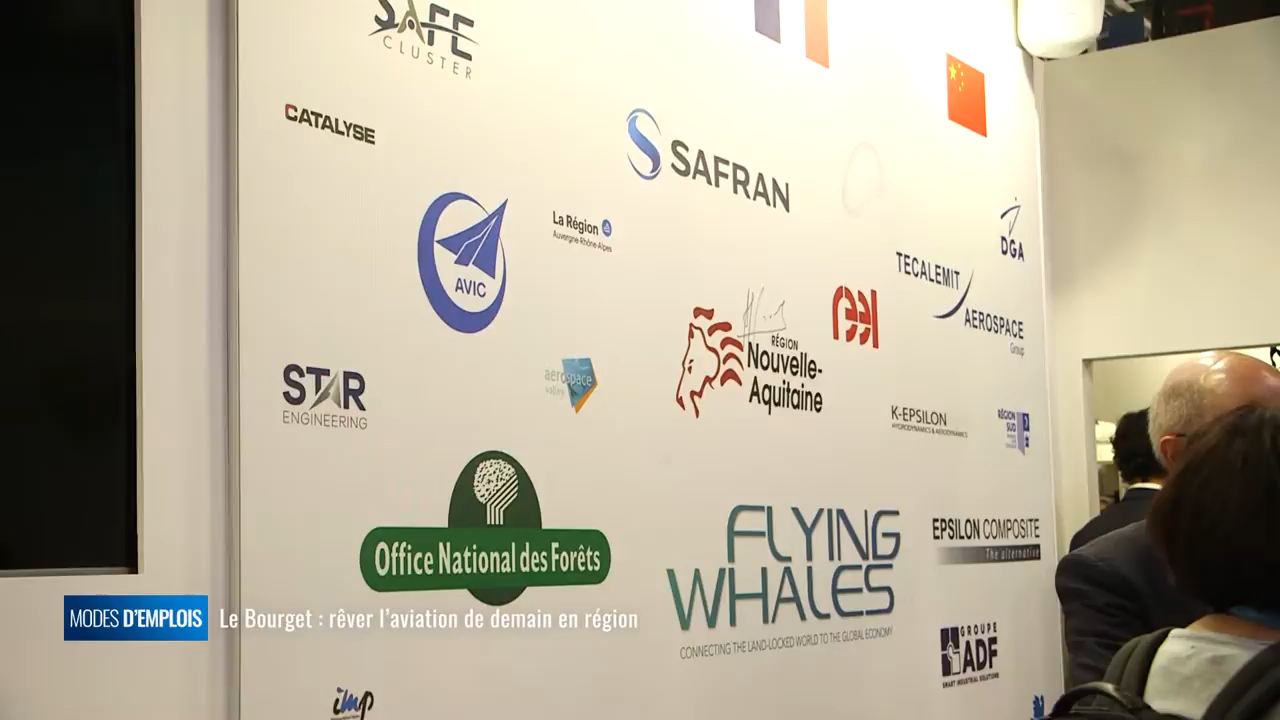 SAFE
CLUSTER
CATALYSE
SAFRAN
AVIC
La Région
Auvergne-Rhône-Alpes
DGA
TECALEMIT
AEROSPACE
Group
reel
RÉGION
Nouvelle-
Aquitaine
STAR
ENGINEERING
aerospace
valley
K-EPSILON
HYDRODYNAMICS & AERODYNAMICS
RÉGION
SUD
Office National des Forêts
FLYING
WHALES
CONNECTING THE LAND-LOCKED WORLD TO THE GLOBAL ECONOMY
EPSILON COMPOSITE
The alternative
GROUPE
ADF
SMART INDUSTRIAL SOLUTIONS
MODES D'EMPLOIS Le Bourget : rêver l'aviation de demain en région